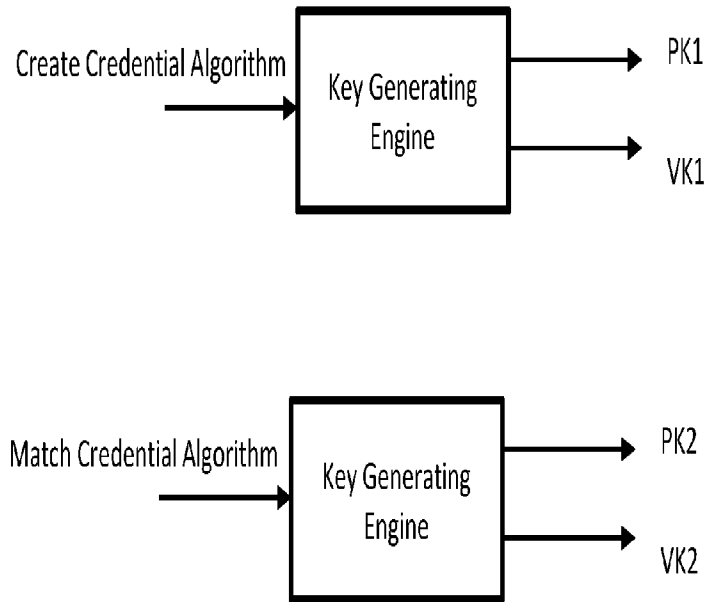 Create Credential Algorithm
Key Generating
Engine
PK1
VK1
Match Credential Algorithm
Key Generating
Engine
PK2
VK2